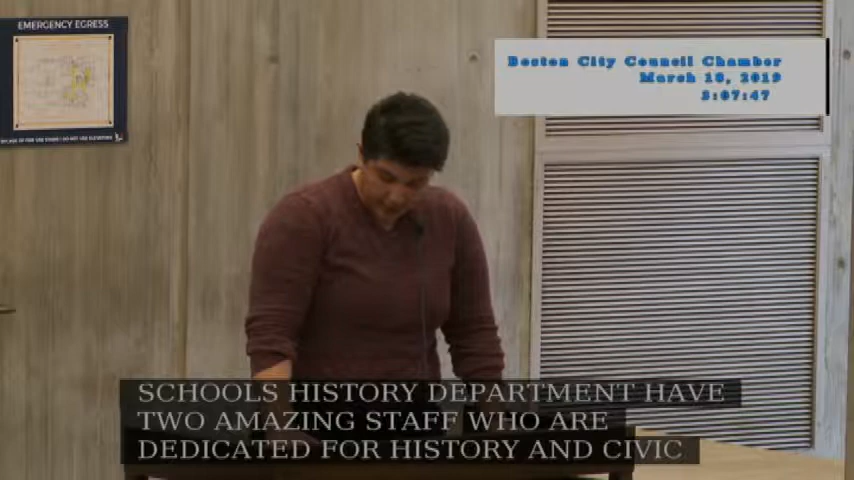 EMERGENCY EGRESS
Boston City Council Chamber
March 18, 2019
3:07:47
SCHOOLS HISTORY DEPARTMENT HAVE
TWO AMAZING STAFF WHO ARE
DEDICATED FOR HISTORY AND CIVIC